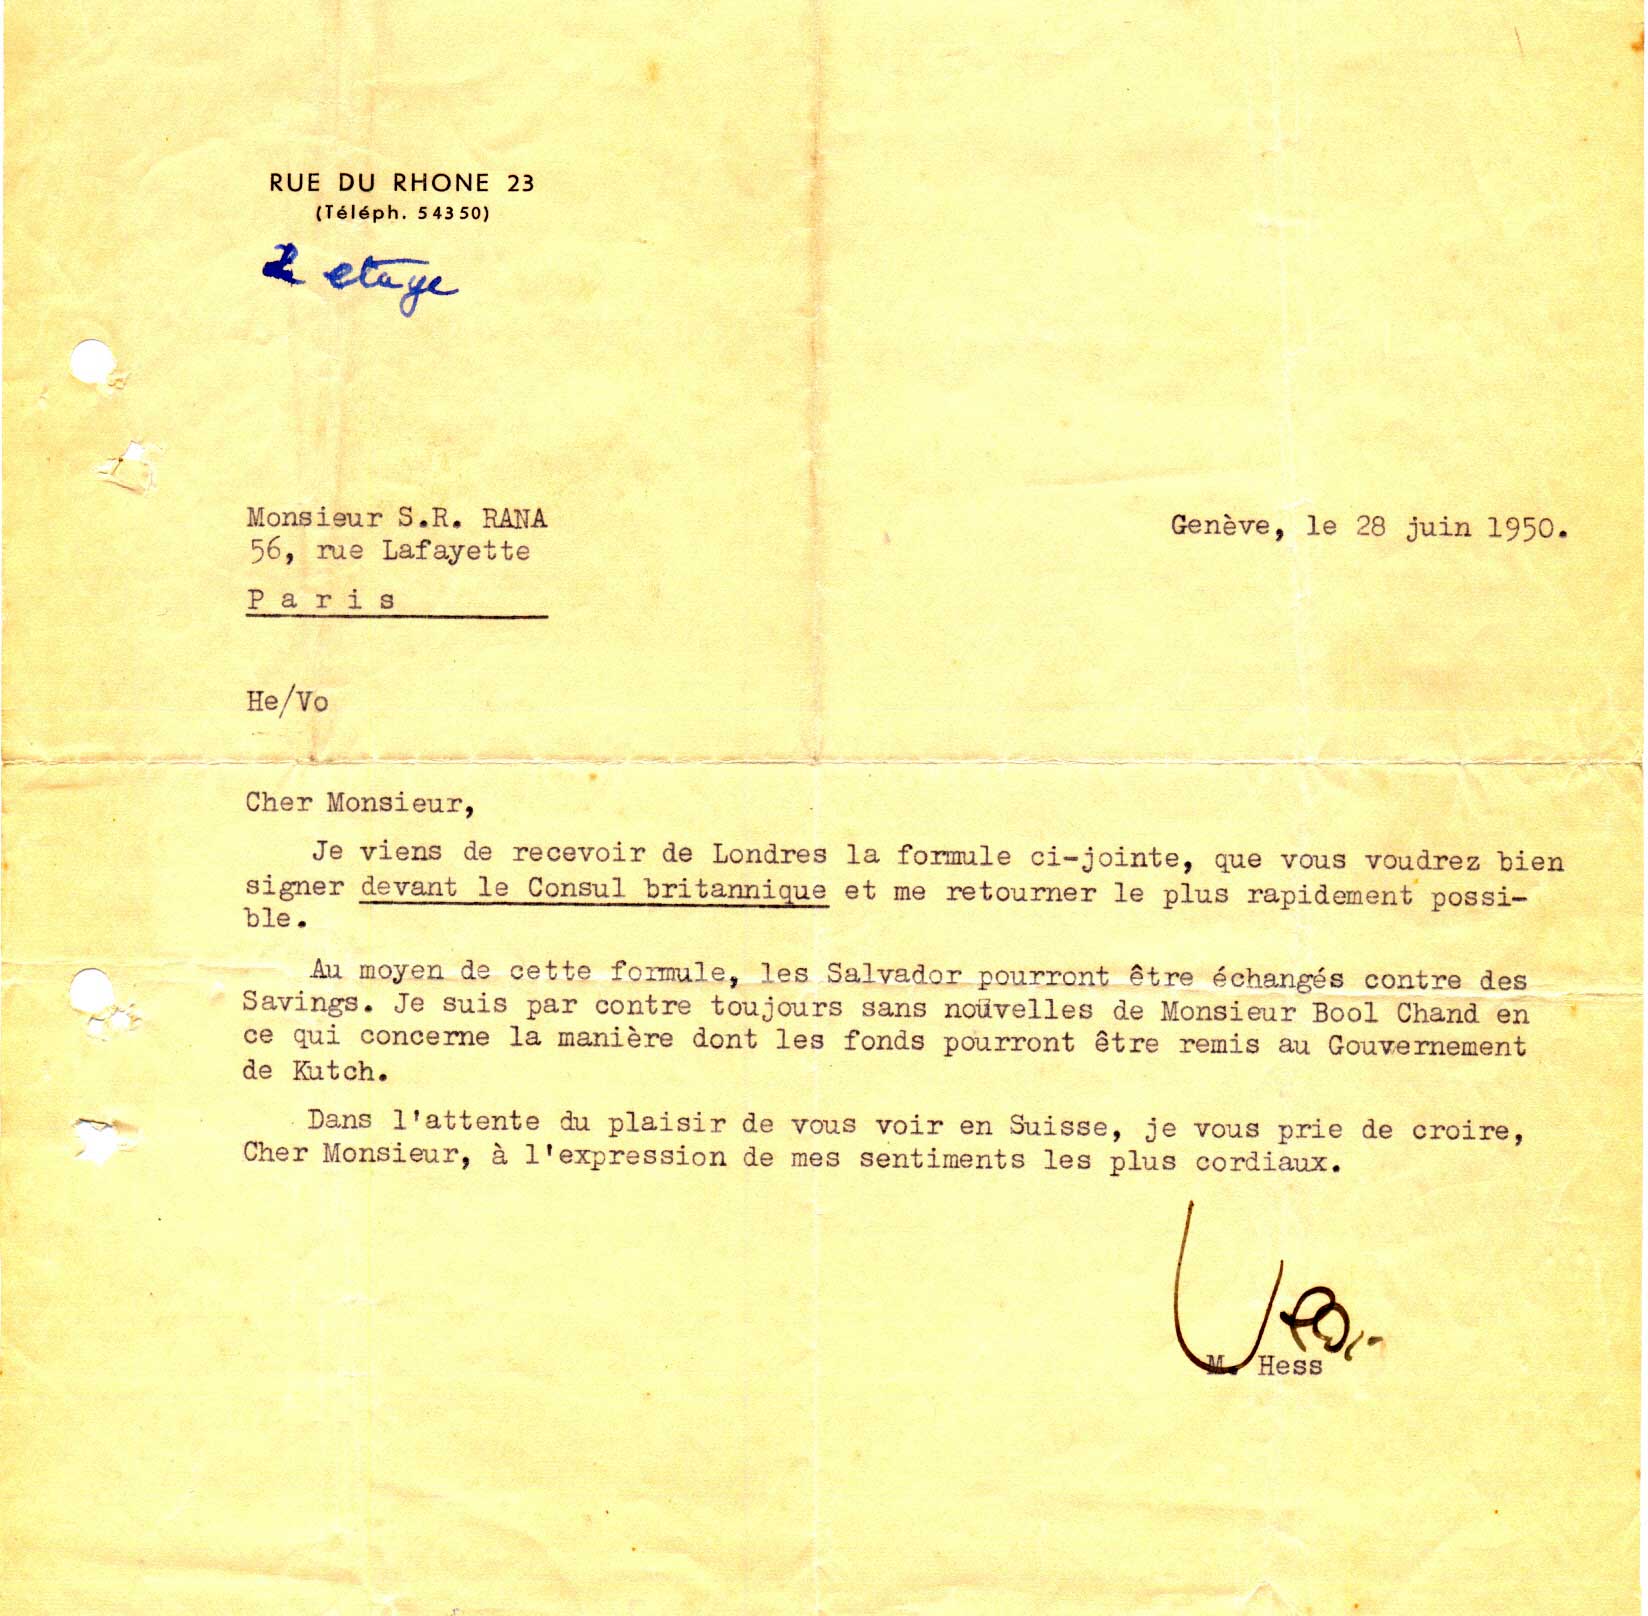 RUE DU RHONE 23
(Téléph. 54350)
etage
Monsieur S.R. RANA
56, rue Lafayette
Paris
Genève, le 28 juin 1950.
He/Vo
Cher Monsieur,
Je viens de recevoir de Londres la formule ci-jointe, que vous voudrez bien
signer devant le Consul britannique et me retourner le plus rapidement possi-
ble.
Au moyen de cette formule, les Salvador pourront être échangés contre des
Savings. Je suis par contre toujours sans nouvelles de Monsieur Bool Chand en
ce qui concerne la manière dont les fonds pourront être remis au Gouvernement
de Kutch.
Dans l'attente du plaisir de vous voir en Suisse, je vous prie de croire,
Cher Monsieur, à l'expression de mes sentiments les plus cordiaux.
M. Hess